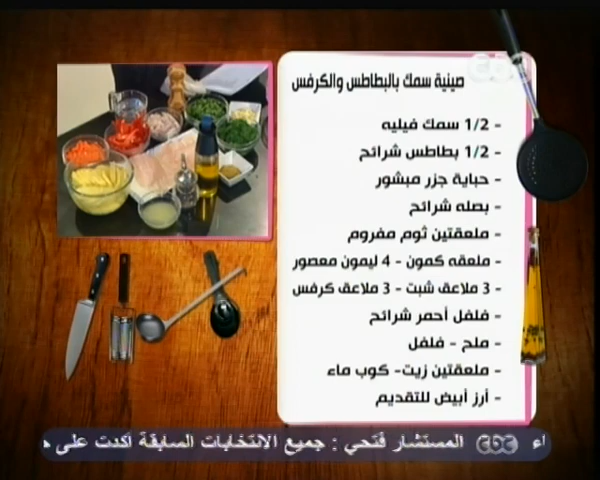 صينية سمك بالبطاطس والكرفس
- 1/2 سمك فيليه
- 1/2 بطاطس شرائح
- حباية جزر مبشور
- بصله شرائح
- ملعقتين ثوم مفروم
- ملعقه كمون - 4 ليمون معصور
- 3 ملاعق شبت - 3 ملاعق كرفس
- فلفل أحمر شرائح
- ملح - فلفل
- ملعقتين زيت- كوب ماء
- أرز أبيض للتقديم
cbc المستشار فتحي : جميع الانتخابات السابقة أكدت على